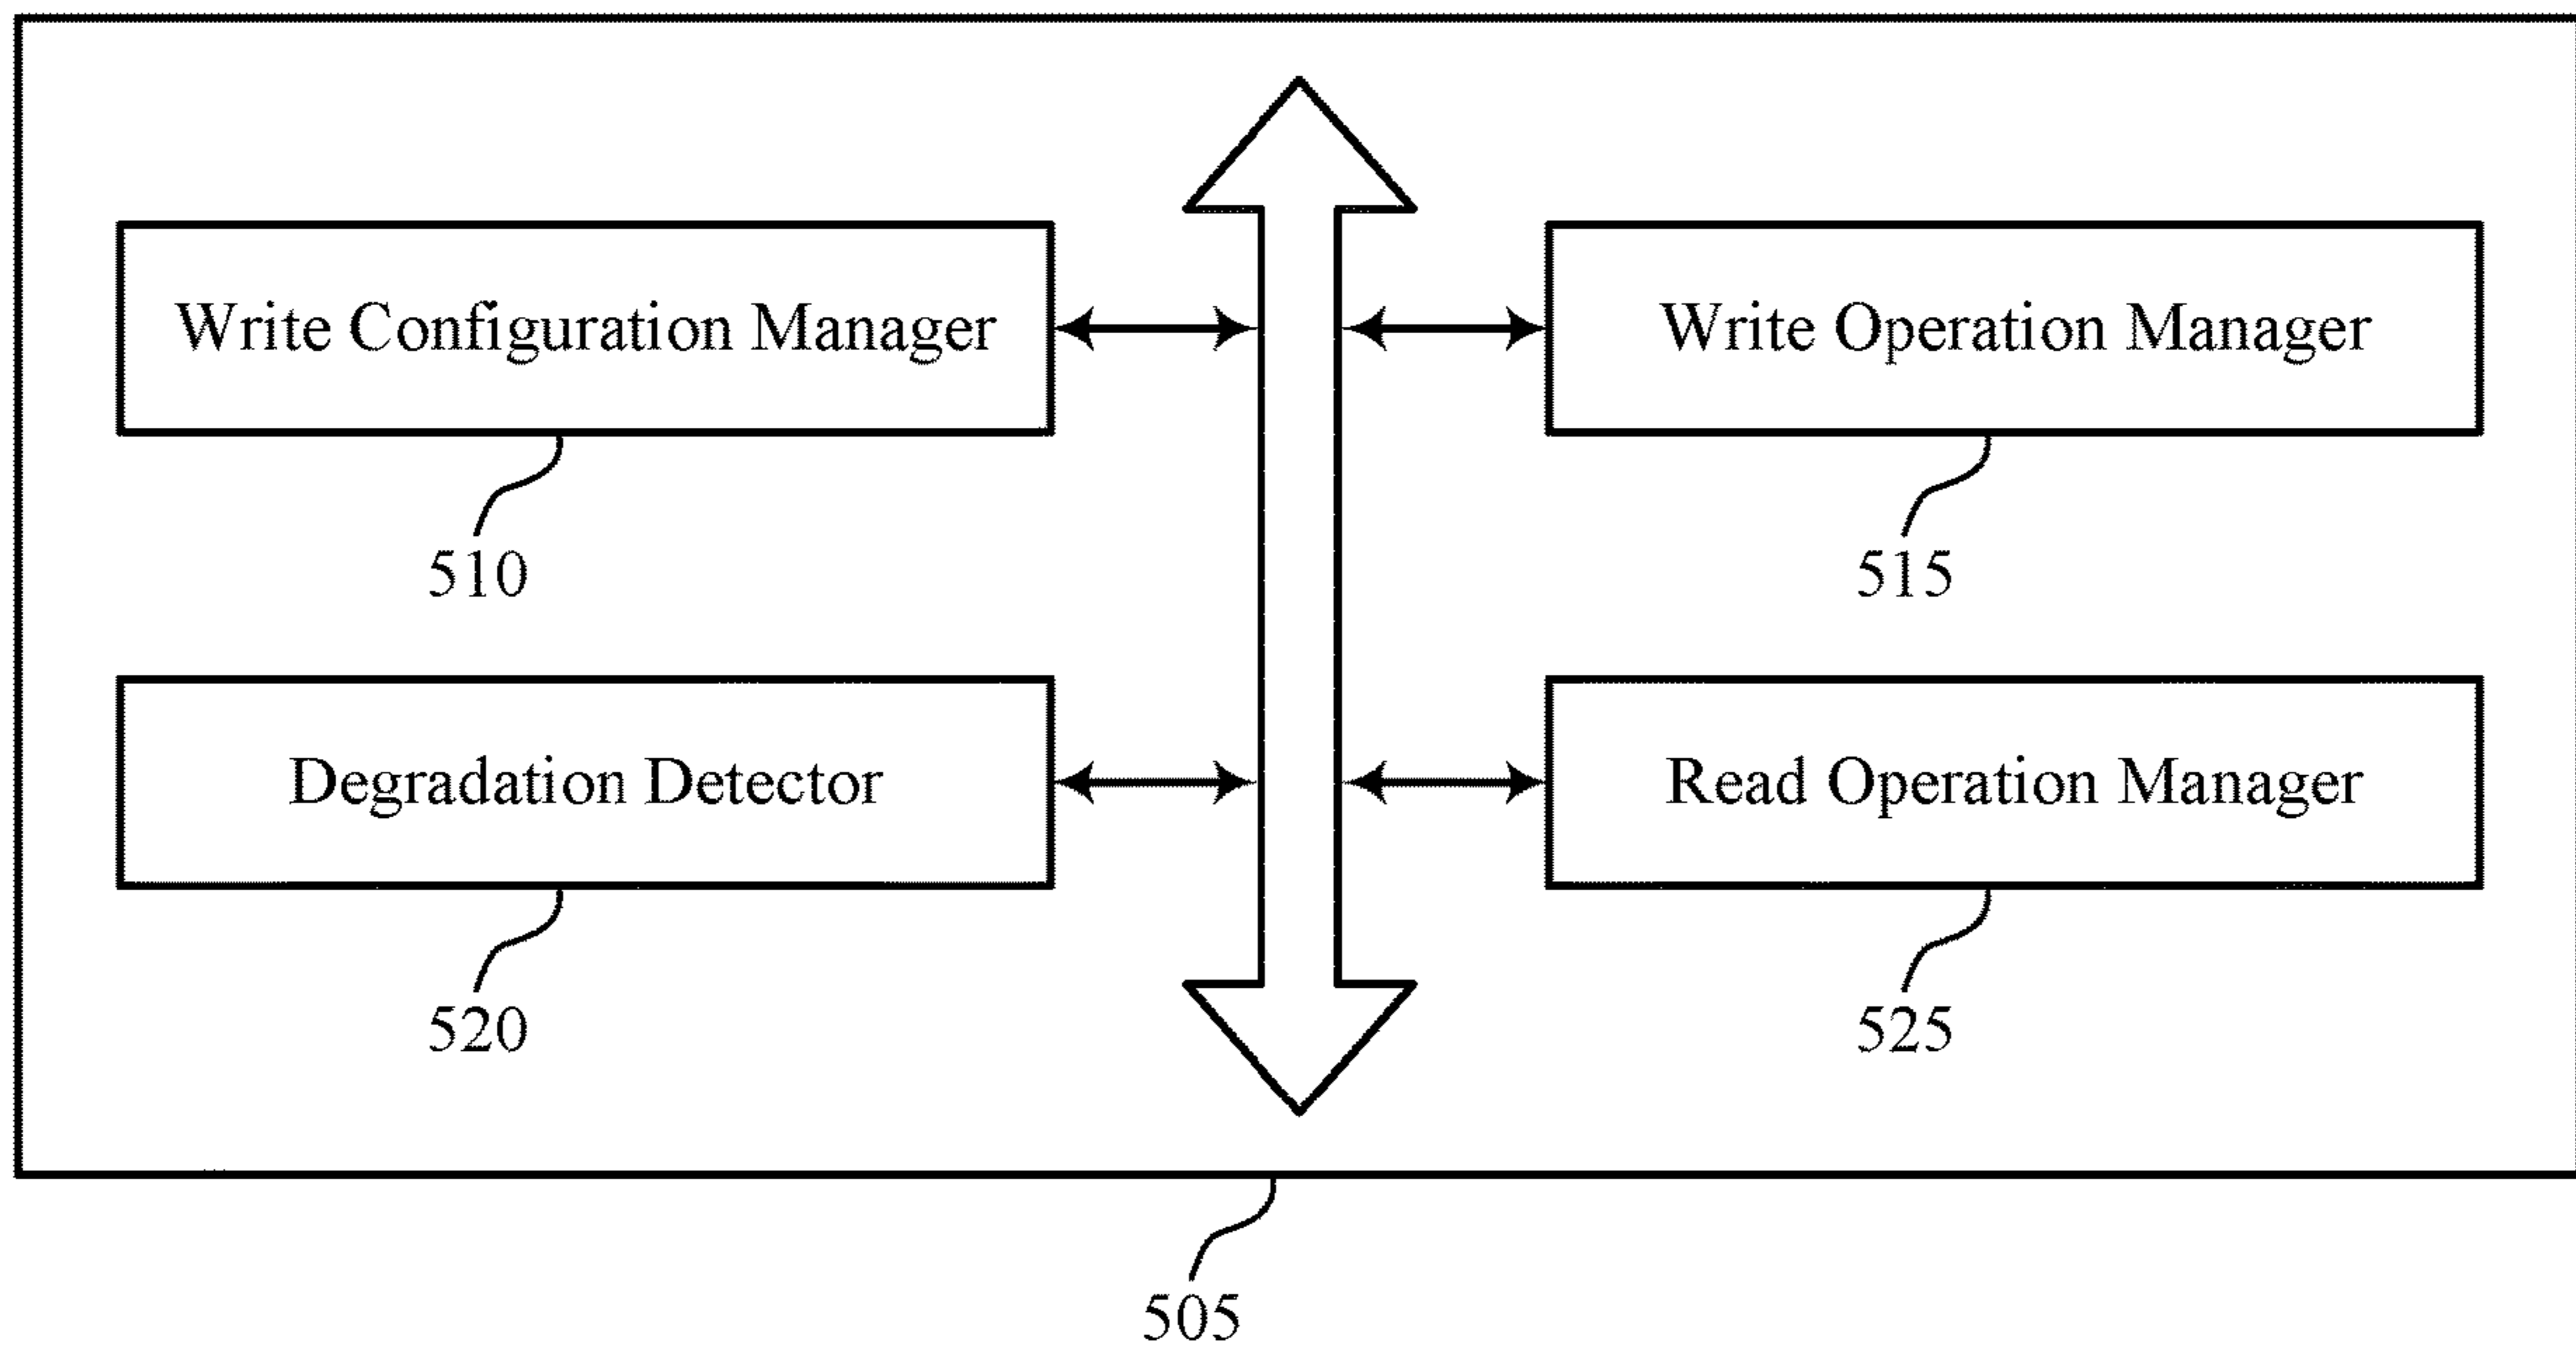 Write Configuration Manager
Write Operation Manager
510
515
Degradation Detector
Read Operation Manager
520
525
505